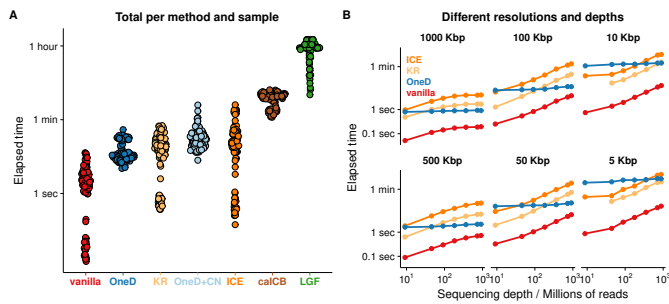 A
Total per method and sample
Elapsed time
1 hour
1 min
1 sec
vanilla OneD KR OneD+CN ICE caICB LGF
B
Different resolutions and depths
Elapsed time
1000 Kbp 100 Kbp 10 Kbp
1 min
1 sec
0.1 sec
ICE
KR
OneD
vanilla
500 Kbp 50 Kbp 5 Kbp
1 min
1 sec
0.1 sec
10¹ 10² 10³ 10¹ 10² 10³ 10¹ 10² 10³
Sequencing depth / Millions of reads